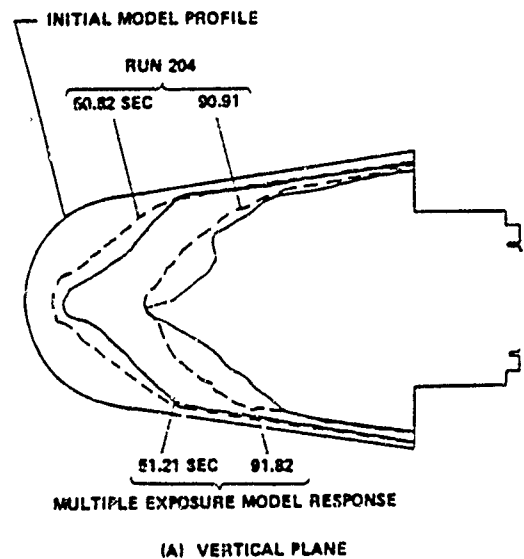 INITIAL MODEL PROFILE
RUN 204
50.82 SEC 90.91
51.21 SEC 91.82
MULTIPLE EXPOSURE MODEL RESPONSE
(A) VERTICAL PLANE